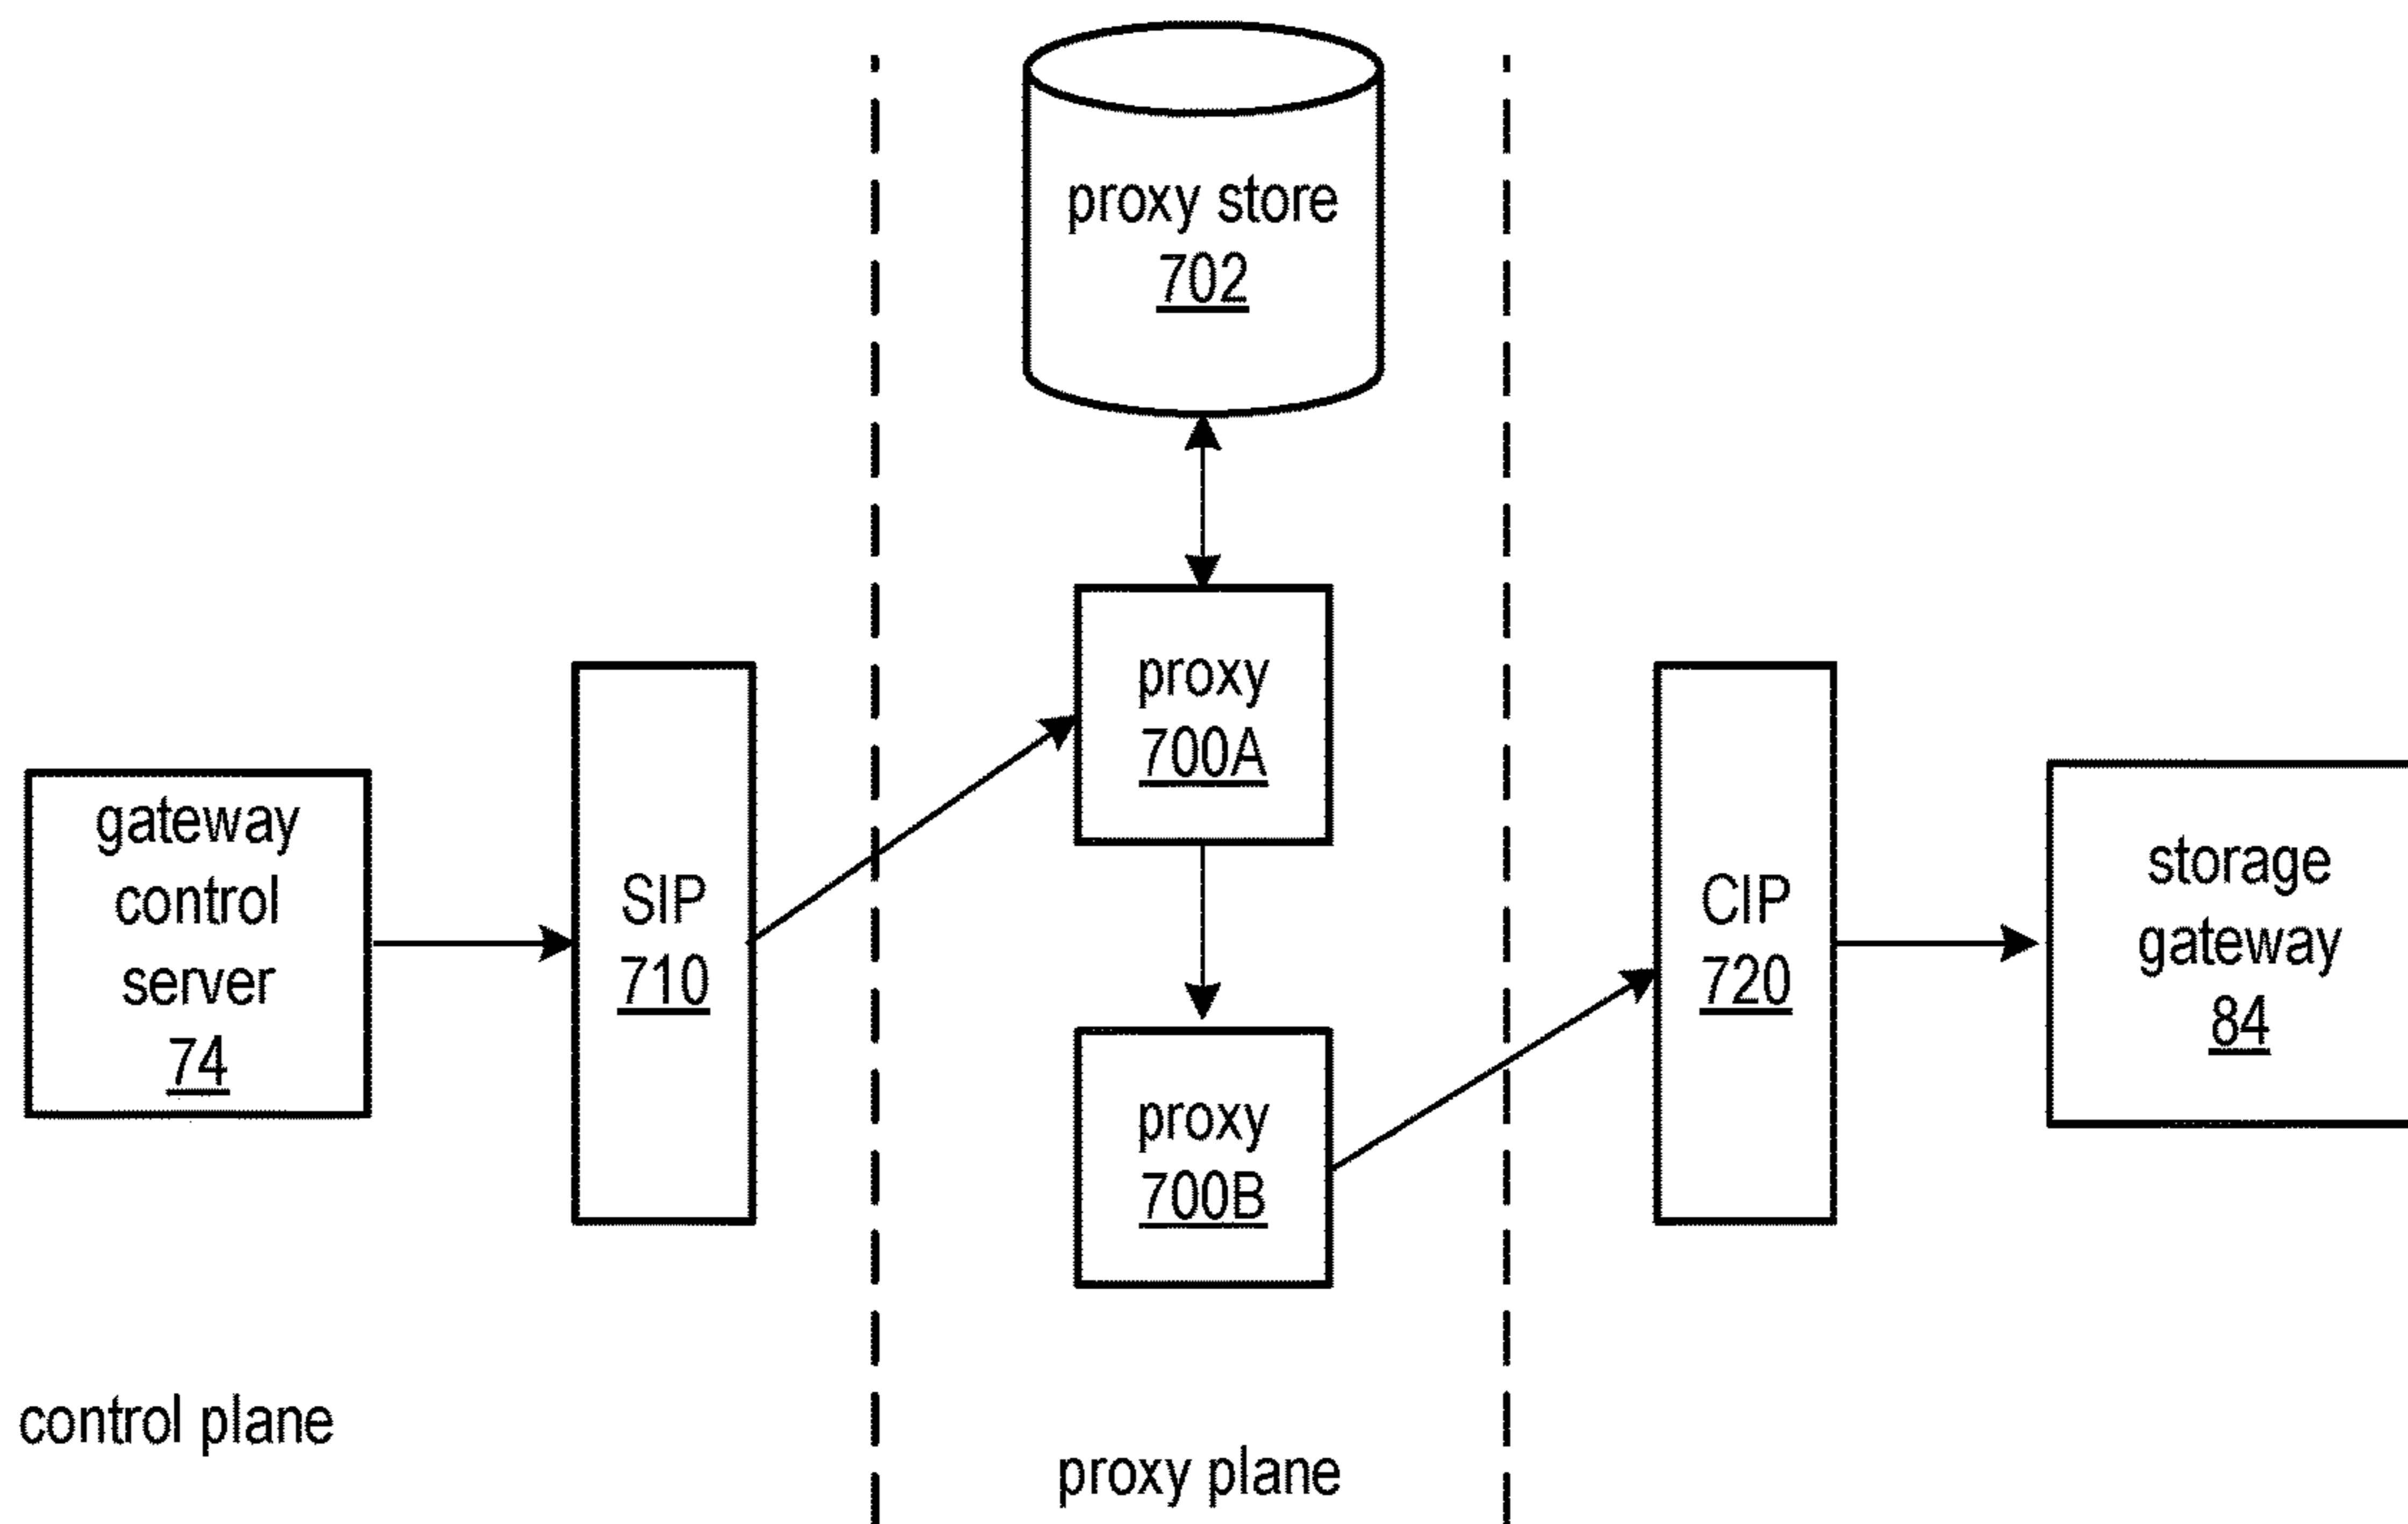 proxy store
702
proxy
700A
gateway
control
server
74
SIP
710
CIP
720
storage
gateway
84
proxy
700B
control plane
proxy plane